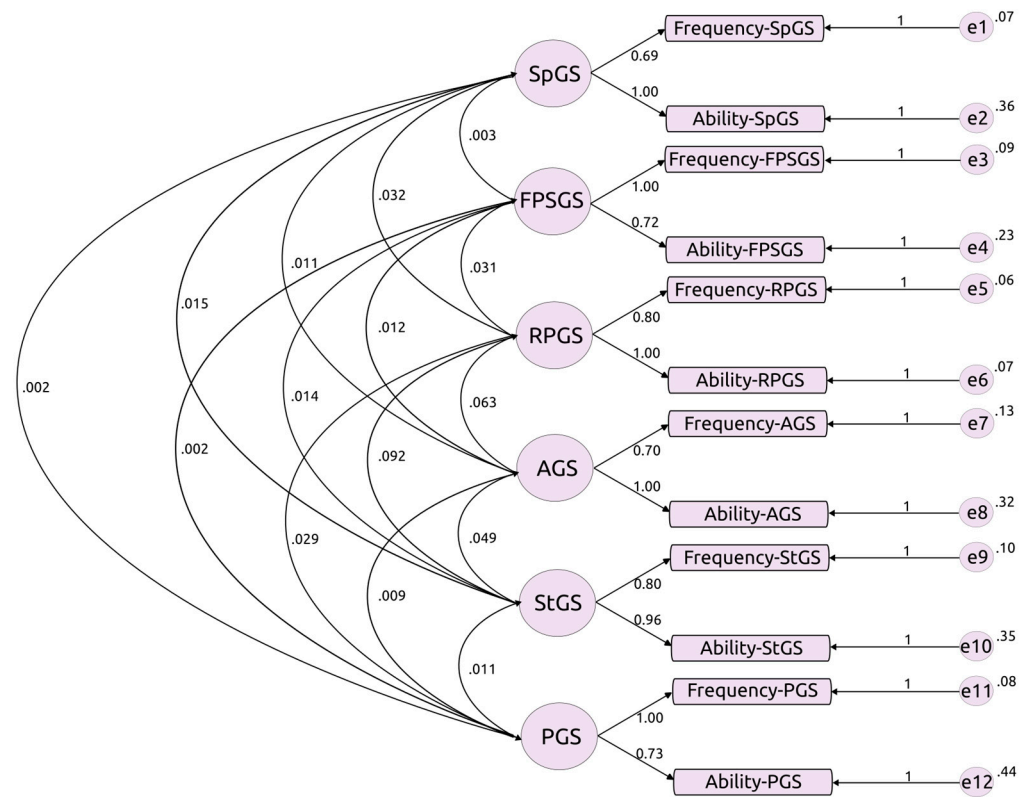 Frequency-SpGS 1 e1 .07
SpGS 0.69
1.00
Ability-SpGS 1 e2 .36
.003
Frequency-FPSGS 1 e3 .09
1.00
.032 FPSGS
0.72
Ability-FPSGS 1 e4 .23
.011 .031
Frequency-RPGS 1 e5 .06
.015 0.80
.012 RPGS
1.00
Ability-RPGS 1 e6 .07
.002 .014 .063
Frequency-AGS 1 e7 .13
0.70
.002 .092 AGS
1.00
Ability-AGS 1 e8 .32
.029 .049
Frequency-StGS 1 e9 .10
0.80
.009 StGS
0.96
Ability-StGS 1 e10 .35
.011
Frequency-PGS 1 e11 .08
1.00
PGS
0.73
Ability-PGS 1 e12 .44